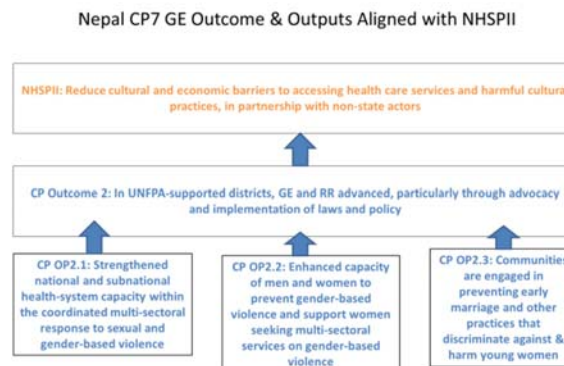 Nepal CP7 GE Outcome & Outputs Aligned with NHSPII
NHSPII: Reduce cultural and economic barriers to accessing health care services and harmful cultural
practices, in partnership with non-state actors
CP Outcome 2: In UNFPA-supported districts, GE and RR advanced, particularly through advocacy
and implementation of laws and policy
CP OP2.1: Strengthened
national and subnational
health-system capacity within
the coordinated multi-sectoral
response to sexual and
gender-based violence
CP OP2.2: Enhanced capacity
of men and women to
prevent gender-based
violence and support women
seeking multi-sectoral
services on gender-based
violence
CP OP2.3: Communities
are engaged in
preventing early
marriage and other
practices that
discriminate against &
harm young women